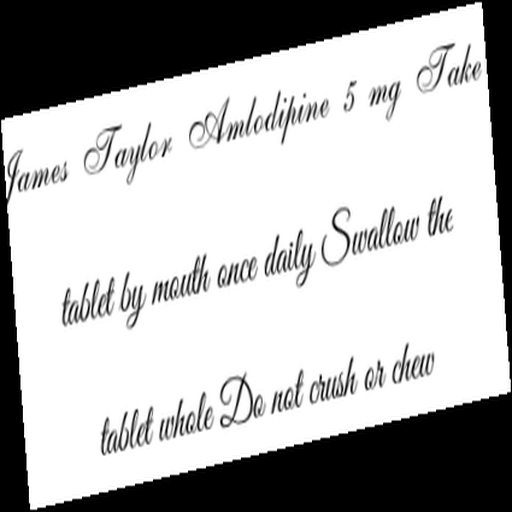 James Taylor Amlodipine 5 mg Take
tablet by mouth once daily Swallow the
tablet whole Do not crush or chew